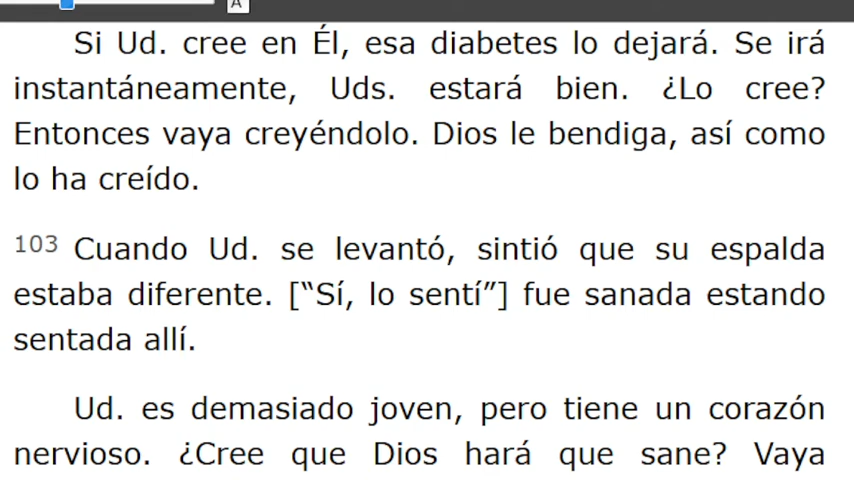 A
Si Ud. cree en Él, esa diabetes lo dejará. Se irá
instantáneamente, Uds. estará bien. ¿Lo cree?
Entonces vaya creyéndolo. Dios le bendiga, así como
lo ha creído.
103 Cuando Ud. se levantó, sintió que su espalda
estaba diferente. [“Sí, lo sentí”] fue sanada estando
sentada allí.
Ud. es demasiado joven, pero tiene un corazón
nervioso. ¿Cree que Dios hará que sane? Vaya